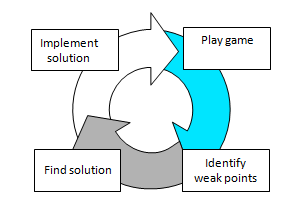 Implement
solution
Play game
Find solution
Identify
weak points